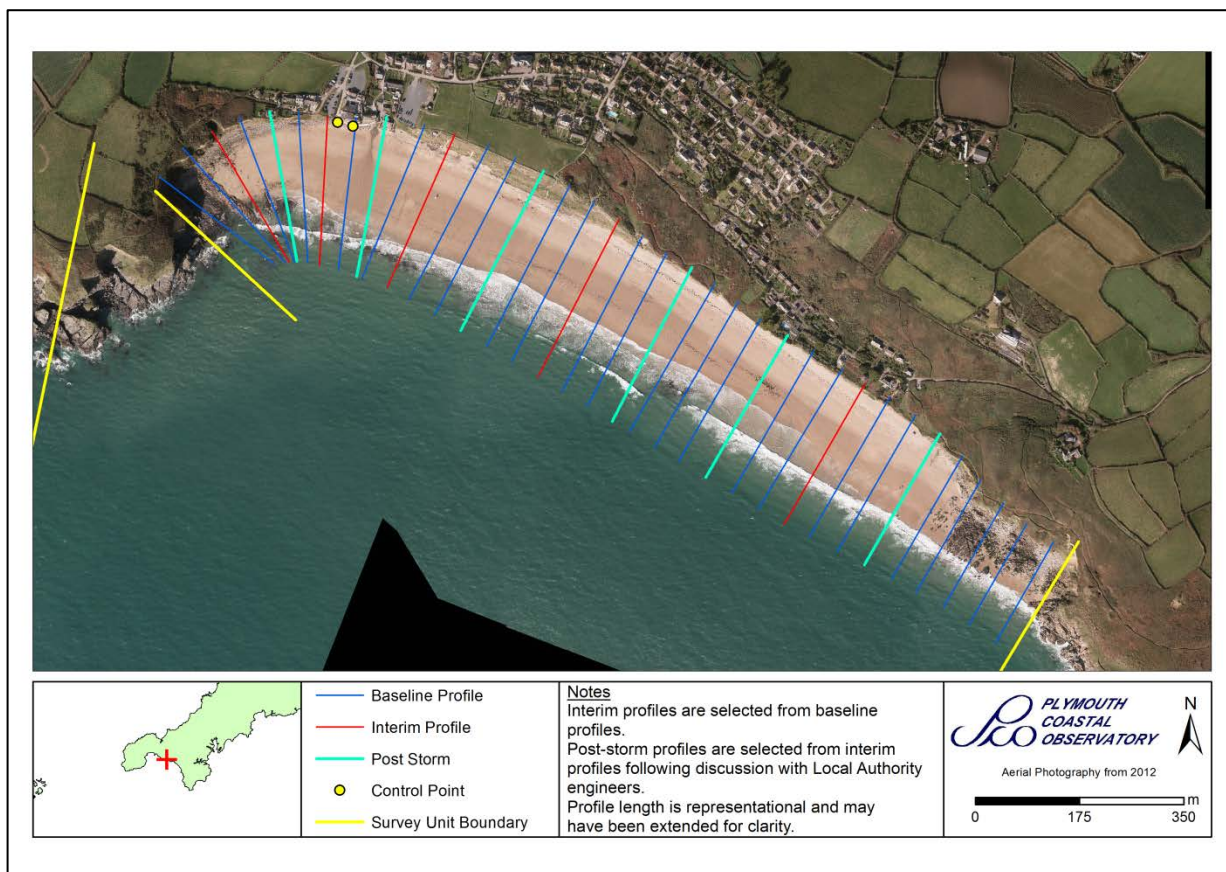 Baseline Profile
Interim Profile
Post Storm
Control Point
Survey Unit Boundary
Notes
Interim profiles are selected from baseline
profiles.
Post-storm profiles are selected from interim
profiles following discussion with Local Authority
engineers.
Profile length is representational and may
have been extended for clarity.
PLYMOUTH
COASTAL
OBSERVATORY
N
Aerial Photography from 2012
m
0 175 350